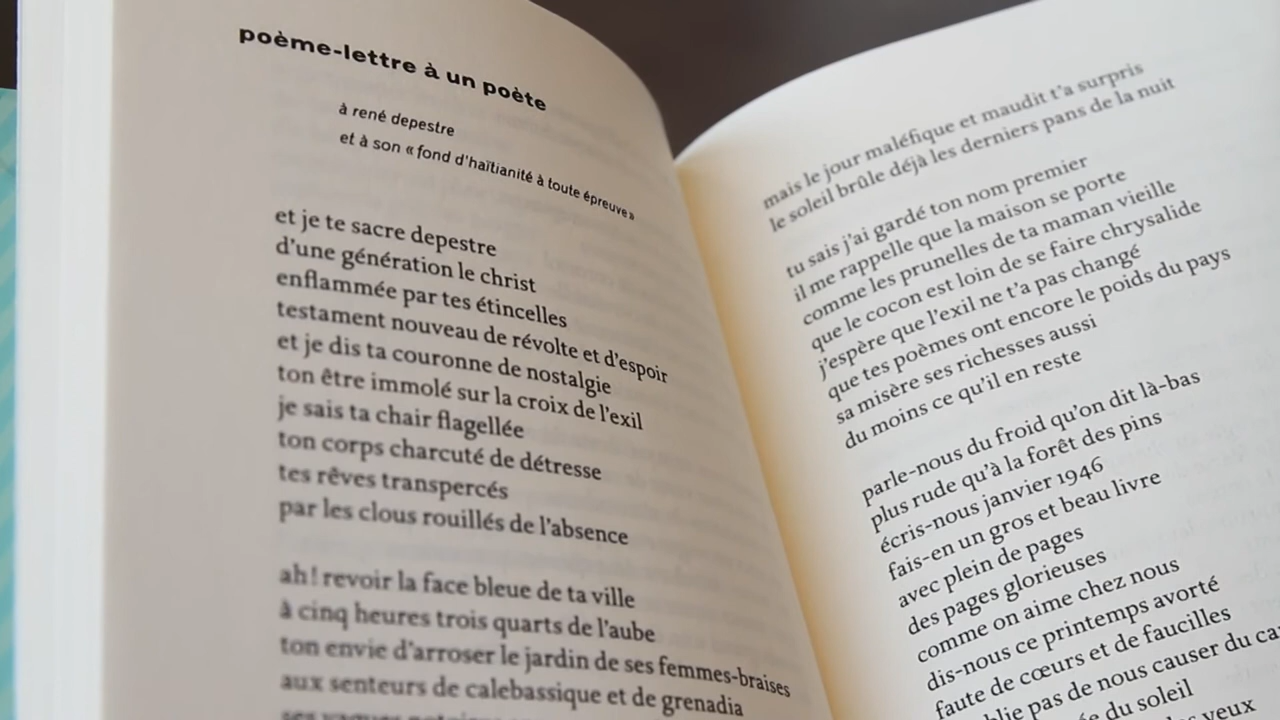 poème-lettre à un poète
à rené depestre
et à son « fond d'haïtianité à toute épreuve »
et je te sacre depestre
d'une génération le christ
enflammée par tes étincelles
testament nouveau de révolte et d'espoir
et je dis ta couronne de nostalgie
ton être immolé sur la croix de l'exil
je sais ta chair flagellée
ton corps charcuté de détresse
tes rêves transpercés
par les clous rouillés de l'absence
ah! revoir la face bleue de ta ville
à cinq heures trois quarts de l'aube
ton envie d'arroser le jardin de ses femmes-braises
aux senteurs de calebassique et de grenadia
mais le jour maléfique et maudit t'a surpris
le soleil brûle déjà les derniers pans de la nuit
tu sais j'ai gardé ton nom premier
il me rappelle que la maison se porte
comme les prunelles de ta maman vieille
que le cocon est loin de se faire chrysalide
j'espère que l'exil ne t'a pas changé
que tes poèmes ont encore le poids du pays
sa misère ses richesses aussi
du moins ce qu'il en reste
parle-nous du froid qu'on dit là-bas
plus rude qu'à la forêt des pins
écris-nous janvier 1946
fais-en un gros et beau livre
avec plein de pages
des pages glorieuses
comme on aime chez nous
dis-nous ce printemps avorté
faute de cœurs et de faucilles
pas de nous causer du
du soleil
yeux